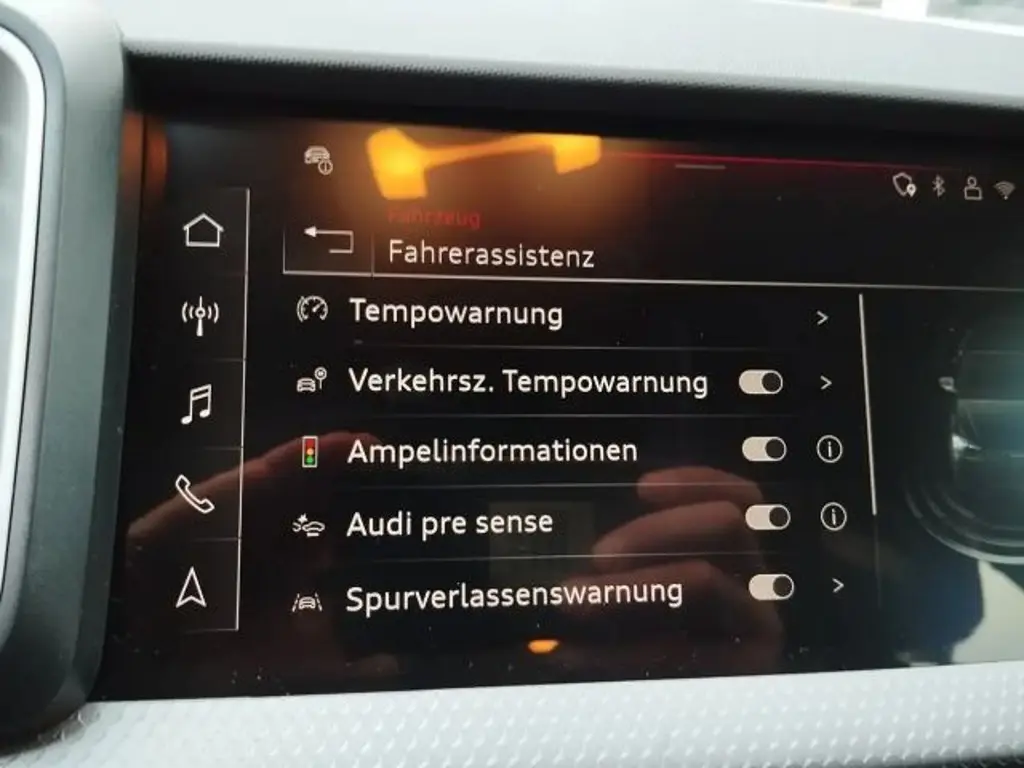 Fahrzeug
Fahrerassistenz
Tempowarnung
Verkehrsz. Tempowarnung
Ampelinformationen
Audi pre sense
Spurverlassenswarnung